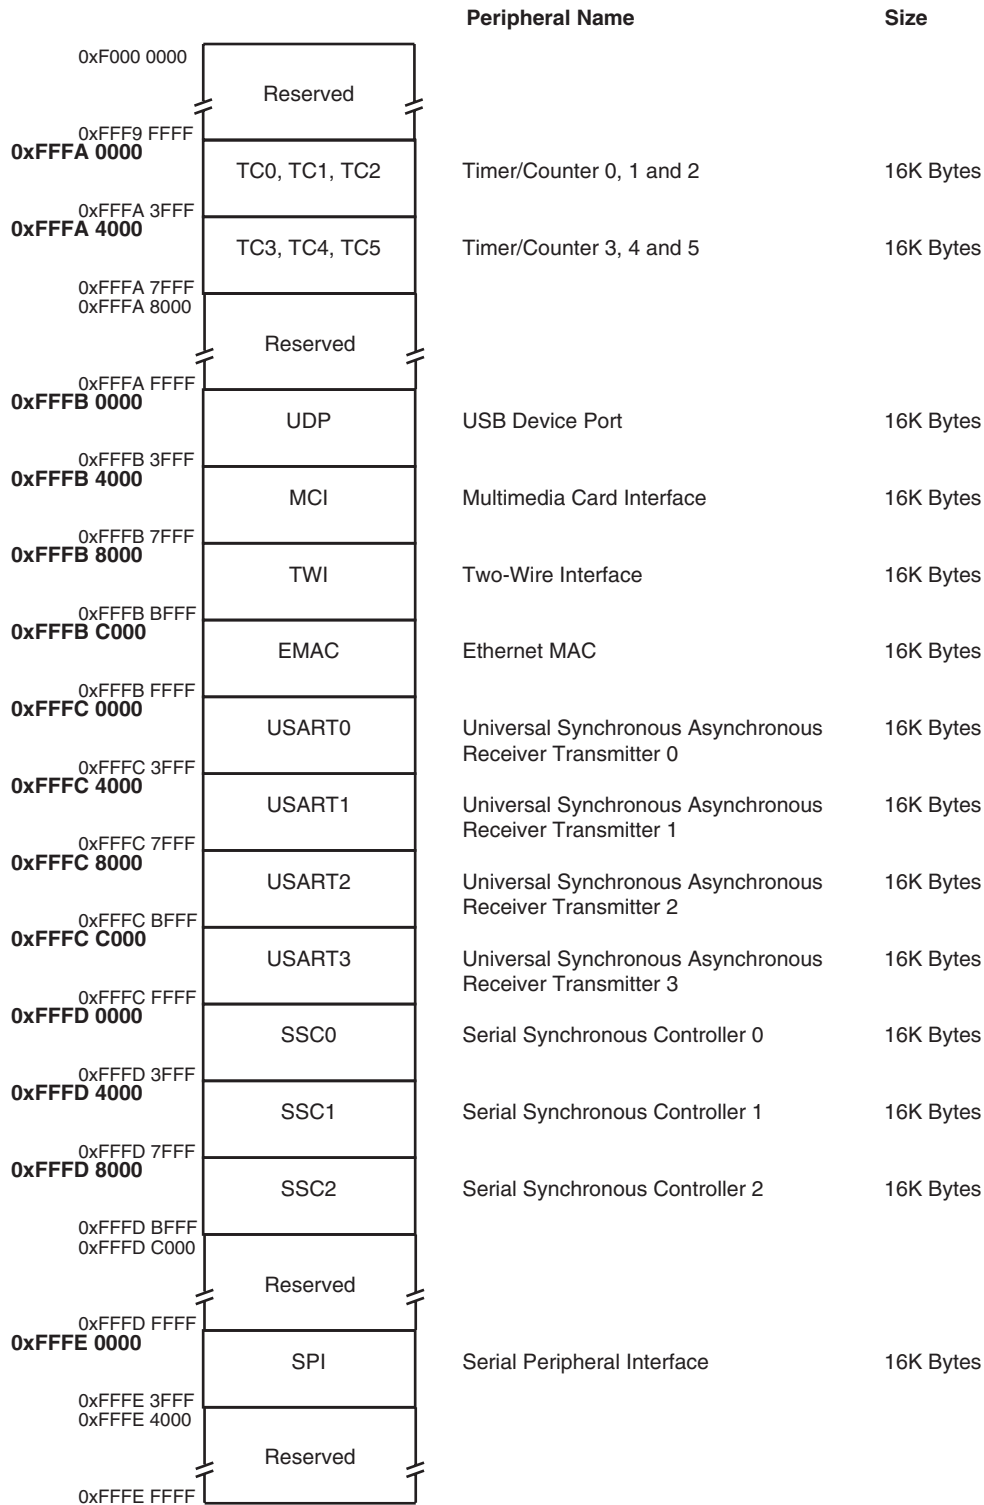 Peripheral Name Size
0xF000 0000
Reserved
0xFFF9 FFFF
0xFFFA 0000
TC0, TC1, TC2 Timer/Counter 0, 1 and 2 16K Bytes
0xFFFA 3FFF
0xFFFA 4000
TC3, TC4, TC5 Timer/Counter 3, 4 and 5 16K Bytes
0xFFFA 7FFF
0xFFFA 8000
Reserved
0xFFFA FFFF
0xFFFB 0000
UDP USB Device Port 16K Bytes
0xFFFB 3FFF
0xFFFB 4000
MCI Multimedia Card Interface 16K Bytes
0xFFFB 7FFF
0xFFFB 8000
TWI Two-Wire Interface 16K Bytes
0xFFFB BFFF
0xFFFB C000
EMAC Ethernet MAC 16K Bytes
0xFFFB FFFF
0xFFFC 0000
USART0 Universal Synchronous Asynchronous 16K Bytes
Receiver Transmitter 0
0xFFFC 3FFF
0xFFFC 4000
USART1 Universal Synchronous Asynchronous 16K Bytes
Receiver Transmitter 1
0xFFFC 7FFF
0xFFFC 8000
USART2 Universal Synchronous Asynchronous 16K Bytes
Receiver Transmitter 2
0xFFFC BFFF
0xFFFC C000
USART3 Universal Synchronous Asynchronous 16K Bytes
Receiver Transmitter 3
0xFFFC FFFF
0xFFFD 0000
SSC0 Serial Synchronous Controller 0 16K Bytes
0xFFFD 3FFF
0xFFFD 4000
SSC1 Serial Synchronous Controller 1 16K Bytes
0xFFFD 7FFF
0xFFFD 8000
SSC2 Serial Synchronous Controller 2 16K Bytes
0xFFFD BFFF
0xFFFD C000
Reserved
0xFFFD FFFF
0xFFFE 0000
SPI Serial Peripheral Interface 16K Bytes
0xFFFE 3FFF
0xFFFE 4000
Reserved
0xFFFE FFFF